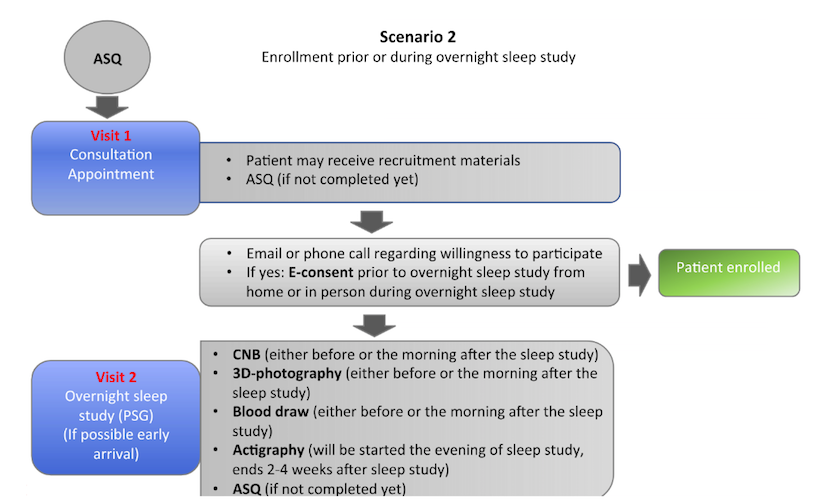 Scenario 2
Enrollment prior or during overnight sleep study
ASQ
Visit 1
Consultation
Appointment
• Patient may receive recruitment materials
• ASQ (if not completed yet)
• Email or phone call regarding willingness to participate
• If yes: E-consent prior to overnight sleep study from
home or in person during overnight sleep study
Patient enrolled
Visit 2
Overnight sleep
study (PSG)
(If possible early
arrival)
• CNB (either before or the morning after the sleep study)
• 3D-photography (either before or the morning after the
sleep study)
• Blood draw (either before or the morning after the sleep
study)
• Actigraphy (will be started the evening of sleep study,
ends 2-4 weeks after sleep study)
• ASQ (if not completed yet)